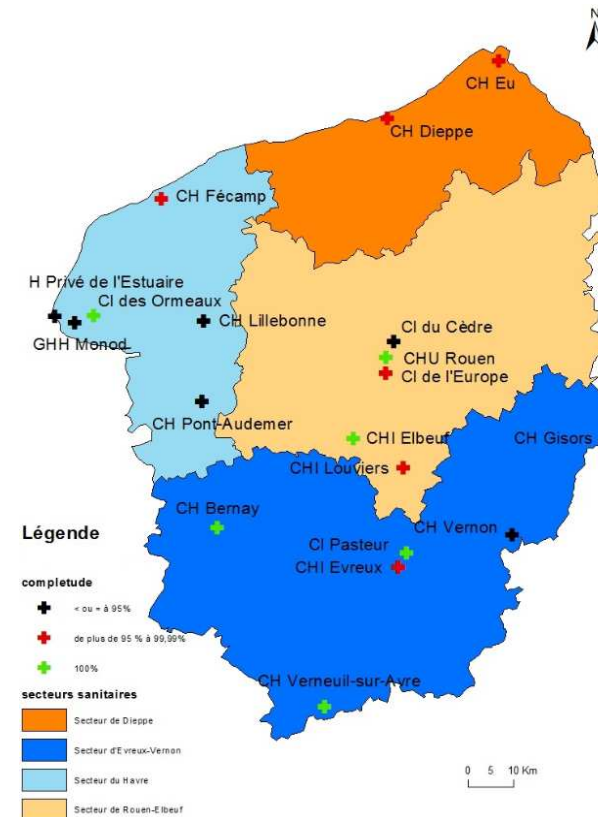 N
CH Eu
CH Dieppe
CH Fécamp
H Privé de l'Estuaire
Cl des Ormeaux
CH Lillebonne
GHH Monod
Cl du Cèdre
CHU Rouen
Cl de l'Europe
CH Pont-Audemer
CHI Elbeuf
CH Gisors
CHI Louviers
CH Bernay
CH Vernon
Cl Pasteur
CHI Evreux
CH Verneuil-sur-Avre
Légende
completude
< ou = à 95%
de plus de 95 % à 99,99%
100%
secteurs sanitaires
Secteur de Dieppe
Secteur d'Evreux-Vernon
Secteur du Havre
Secteur de Rouen-Elbeuf
0 5 10 Km